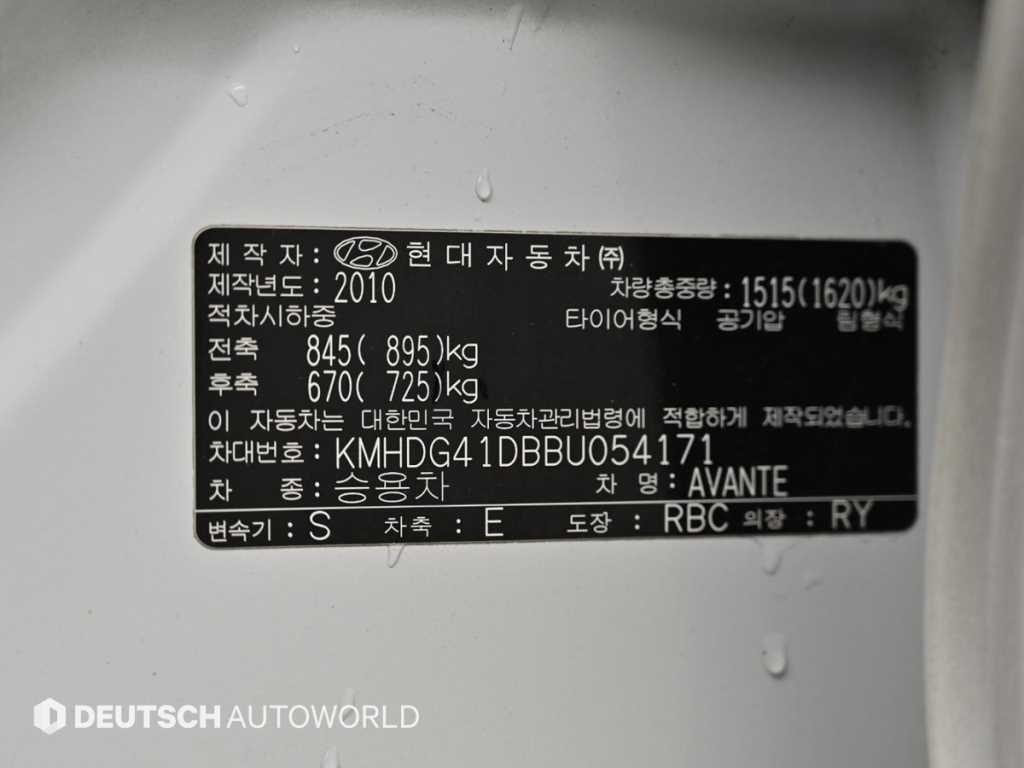 제 작 자 : 현대자동차㈜
제작년도 : 2010 차량총중량 : 1515(1620)kg
적차시하중 타이어형식 공기압 림형식
전축 845( 895)kg
후축 670( 725)kg
이 자동차는 대한민국 자동차관리법령에 적합하게 제작되었습니다.
차대번호 : KMHDG41DBBU054171
차 종 : 승용차 차 명 : AVANTE
변속기 : S 차축 : E 도장 : RBC 의장 : RY
DEUTSCH AUTOWORLD